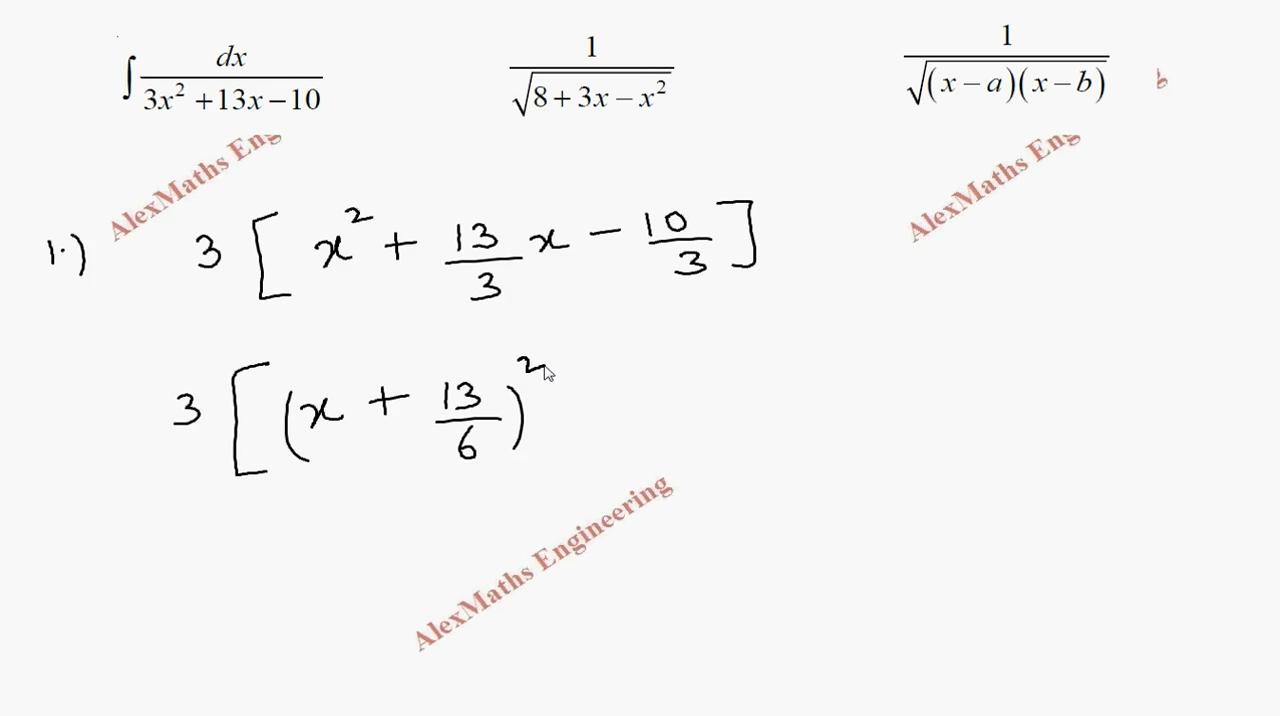 ∫ dx / (3x² + 13x − 10)
1 / √(8 + 3x − x²)
1 / √((x − a)(x − b))
6
AlexMaths Eng
AlexMaths Eng
1.) 3 [ x² + 13/3 x − 10/3 ]
3 [ (x + 13/6)²
AlexMaths Engineering